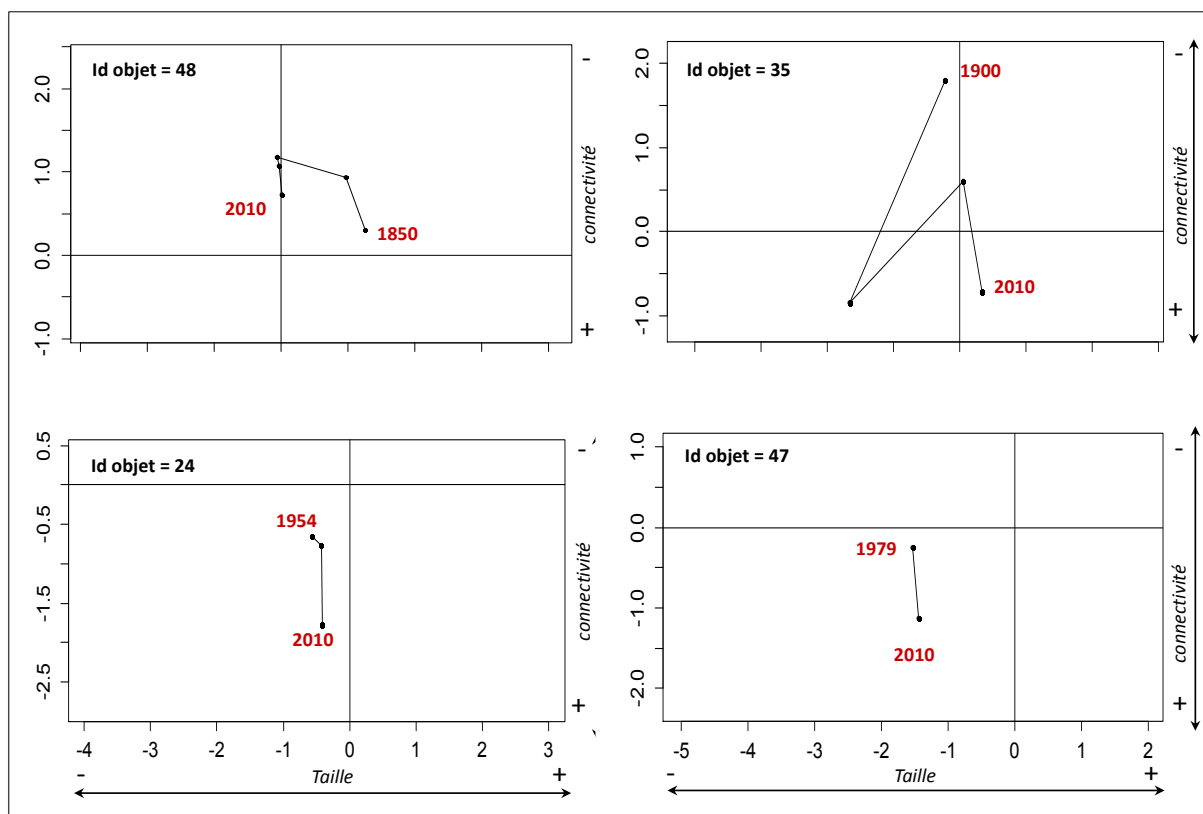 Id objet = 48
-
2.0
1.0
0.0
-1.0
2010
1850
connectivité
+
Id objet = 35
-
2.0
1.0
0.0
-1.0
1900
2010
connectivité
+
Id objet = 24
-
0.5
-0.5
-1.5
-2.5
1954
2010
connectivité
+
-4 -3 -2 -1 0 1 2 3
- Taille +
Id objet = 47
-
1.0
0.0
-1.0
-2.0
1979
2010
connectivité
+
-5 -4 -3 -2 -1 0 1 2
- Taille +